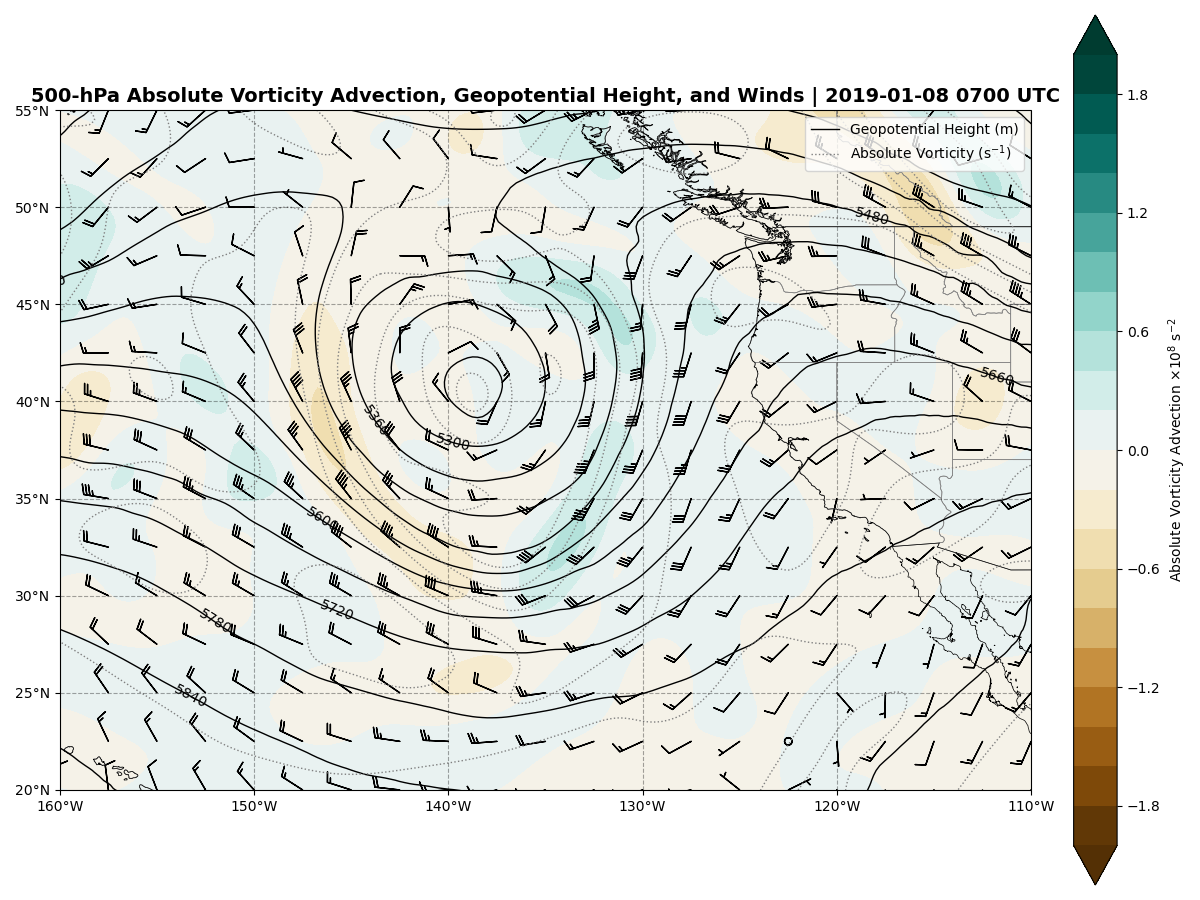 500-hPa Absolute Vorticity Advection, Geopotential Height, and Winds | 2019-01-08 0700 UTC
Geopotential Height (m)
Absolute Vorticity (s⁻¹)
55°N
50°N
45°N
40°N
35°N
30°N
25°N
20°N
160°W
150°W
140°W
130°W
120°W
110°W
5480
5660
5360
5300
5600
5720
5780
5840
1.8
1.2
0.6
0.0
−0.6
−1.2
−1.8
Absolute Vorticity Advection ×10⁸ s⁻²